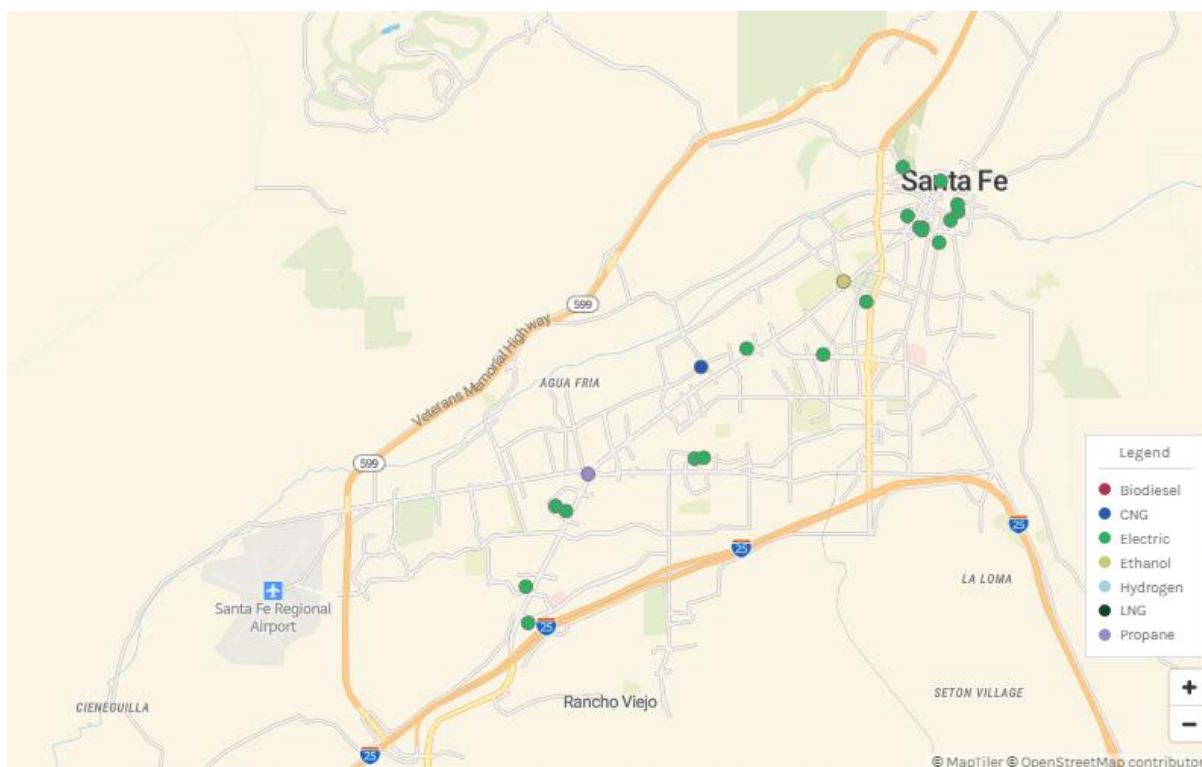 Santa Fe
599
Veterans Memorial Highway
AGUA FRIA
599
Legend
Biodiesel
CNG
Electric
Ethanol
Hydrogen
LNG
Propane
25
25
LA LOMA
Santa Fe Regional
Airport
25
SETON VILLAGE
Rancho Viejo
CIENEGUILLA
+
−
25
© MapTiler © OpenStreetMap contributor